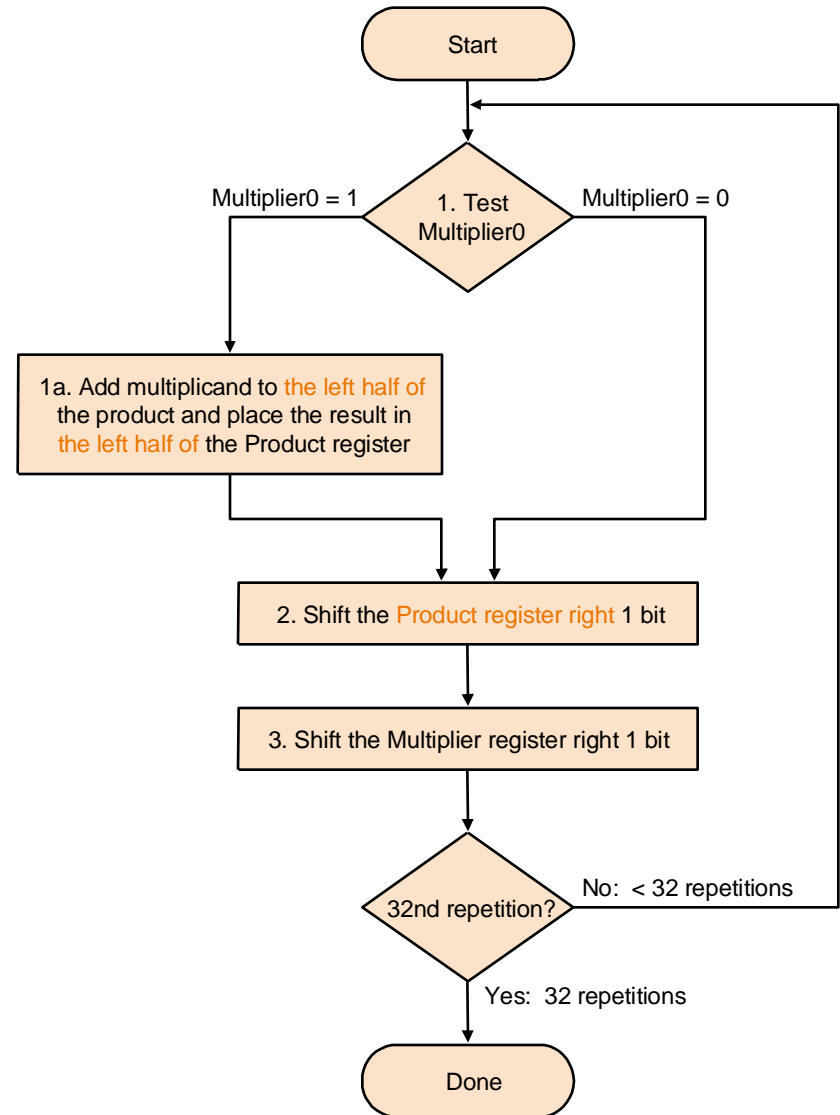 Start
Multiplier0 = 1
1. Test
Multiplier0
Multiplier0 = 0
1a. Add multiplicand to the left half of
the product and place the result in
the left half of the Product register
2. Shift the Product register right 1 bit
3. Shift the Multiplier register right 1 bit
32nd repetition?
No:  < 32 repetitions
Yes:  32 repetitions
Done